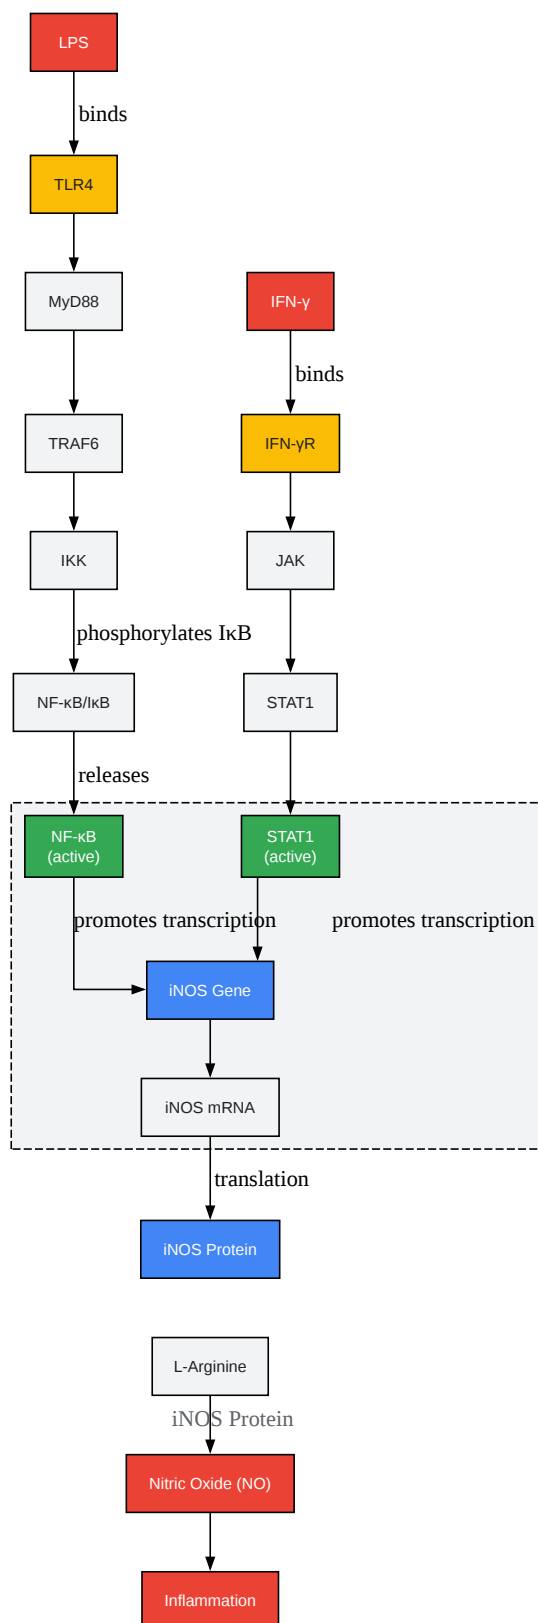 LPS
binds
TLR4
MyD88
IFN-γ
binds
TRAF6
IFN-γR
IKK
JAK
phosphorylates IκB
NF-κB/IκB
STAT1
releases
NF-κB
(active)
STAT1
(active)
promotes transcription
promotes transcription
iNOS Gene
iNOS mRNA
translation
iNOS Protein
L-Arginine
iNOS Protein
Nitric Oxide (NO)
Inflammation